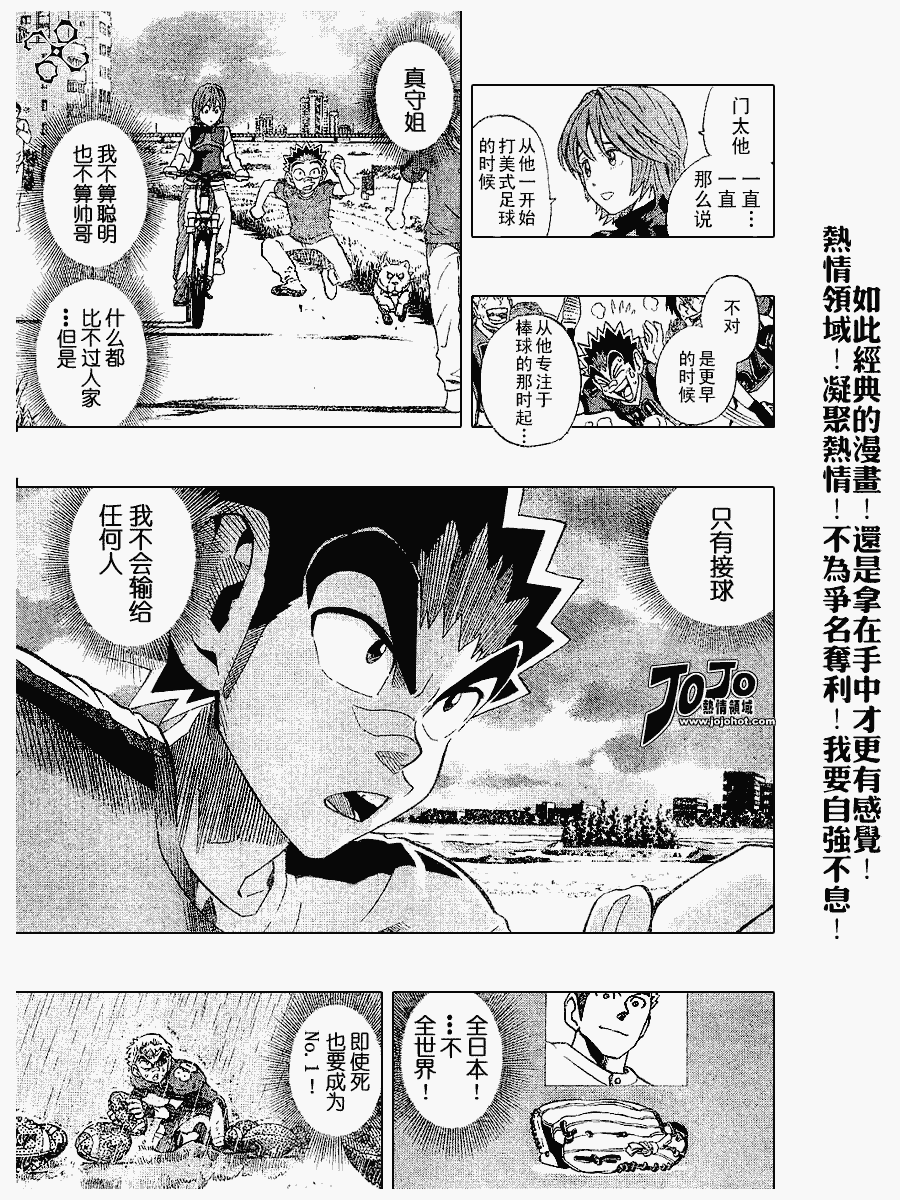 门太他
一直…
一直
那么说
从他一开始
打美式足球
的时候
不对
是更早
的时候
从他专注于
棒球的那时起…
真守姐
我不算聪明
也不算帅哥
什么都
比不过人家
…但是
只有接球
我不会输给
任何人
JOJO
熱情領域
www.jojohot.com
全日本！
…不
全世界！
即使死
也要成为
No.1！
如此經典的漫畫！還是拿在手中才更有感覺！
熱情領域！凝聚熱情！不為爭名奪利！我要自強不息！